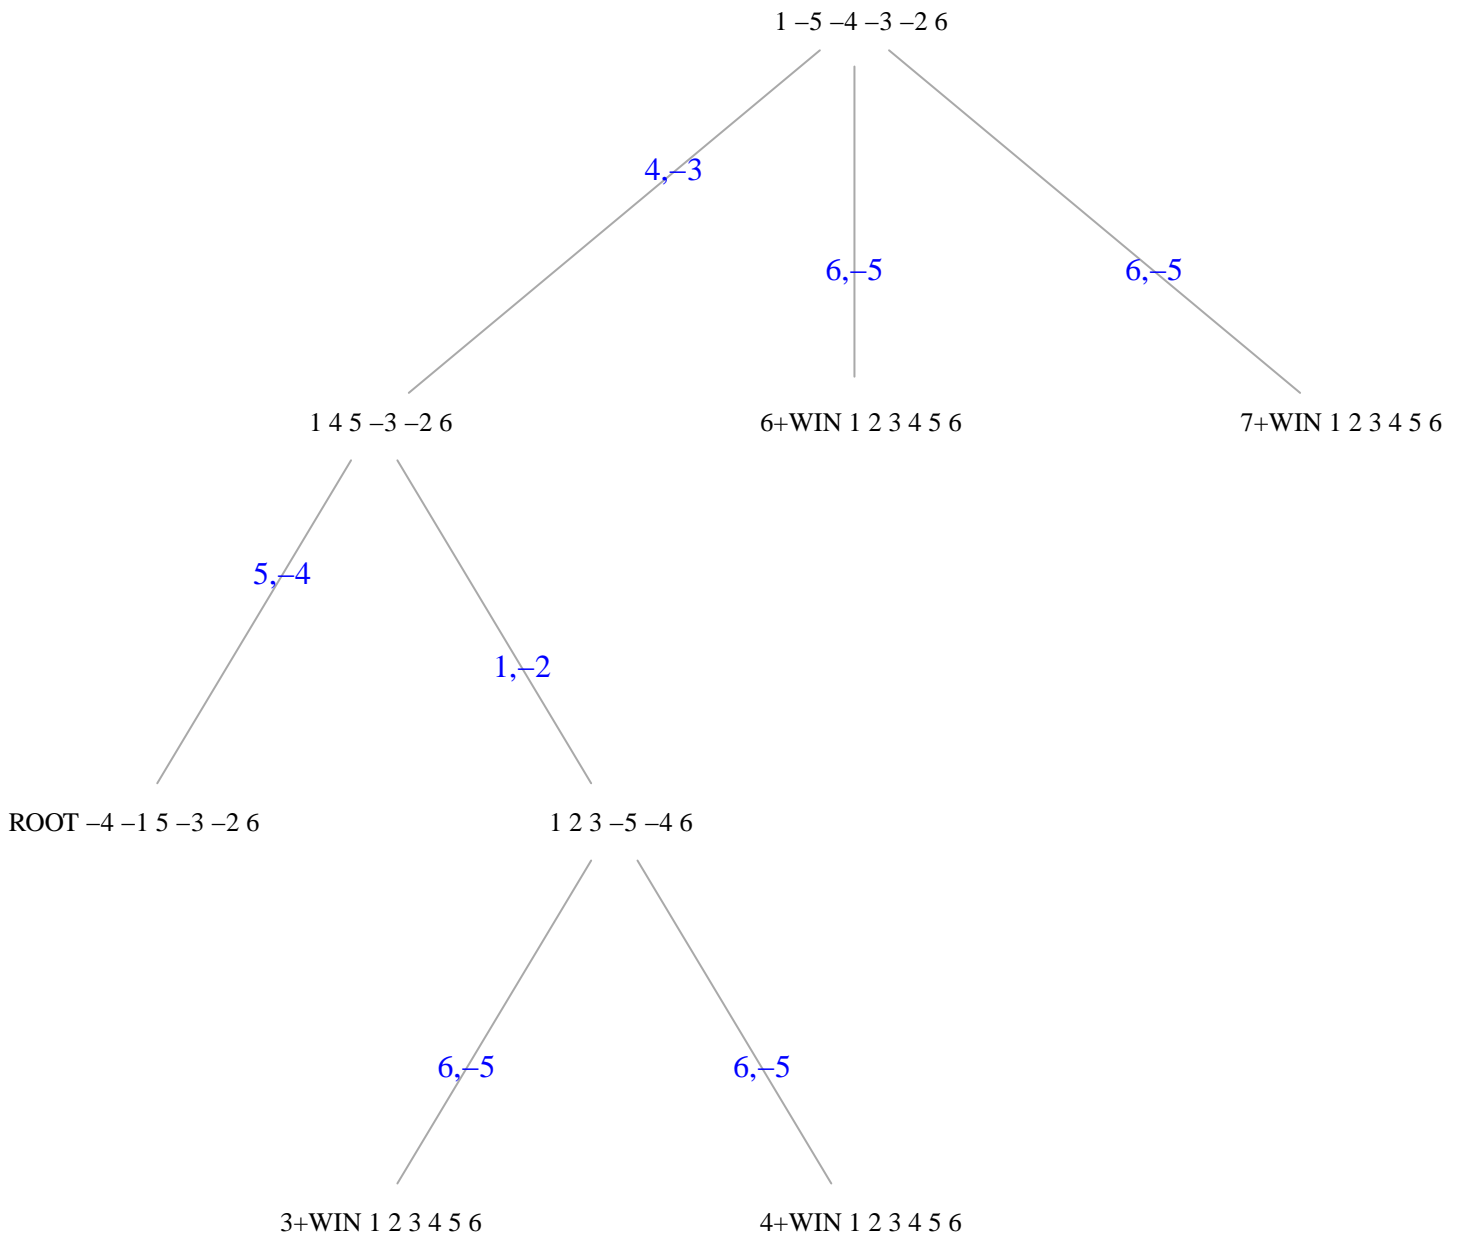 1 –5 –4 –3 –2 6
4,–3
6,–5
6,–5
1 4 5 –3 –2 6
6+WIN 1 2 3 4 5 6
7+WIN 1 2 3 4 5 6
5,–4
1,–2
ROOT –4 –1 5 –3 –2 6
1 2 3 –5 –4 6
6,–5
6,–5
3+WIN 1 2 3 4 5 6
4+WIN 1 2 3 4 5 6